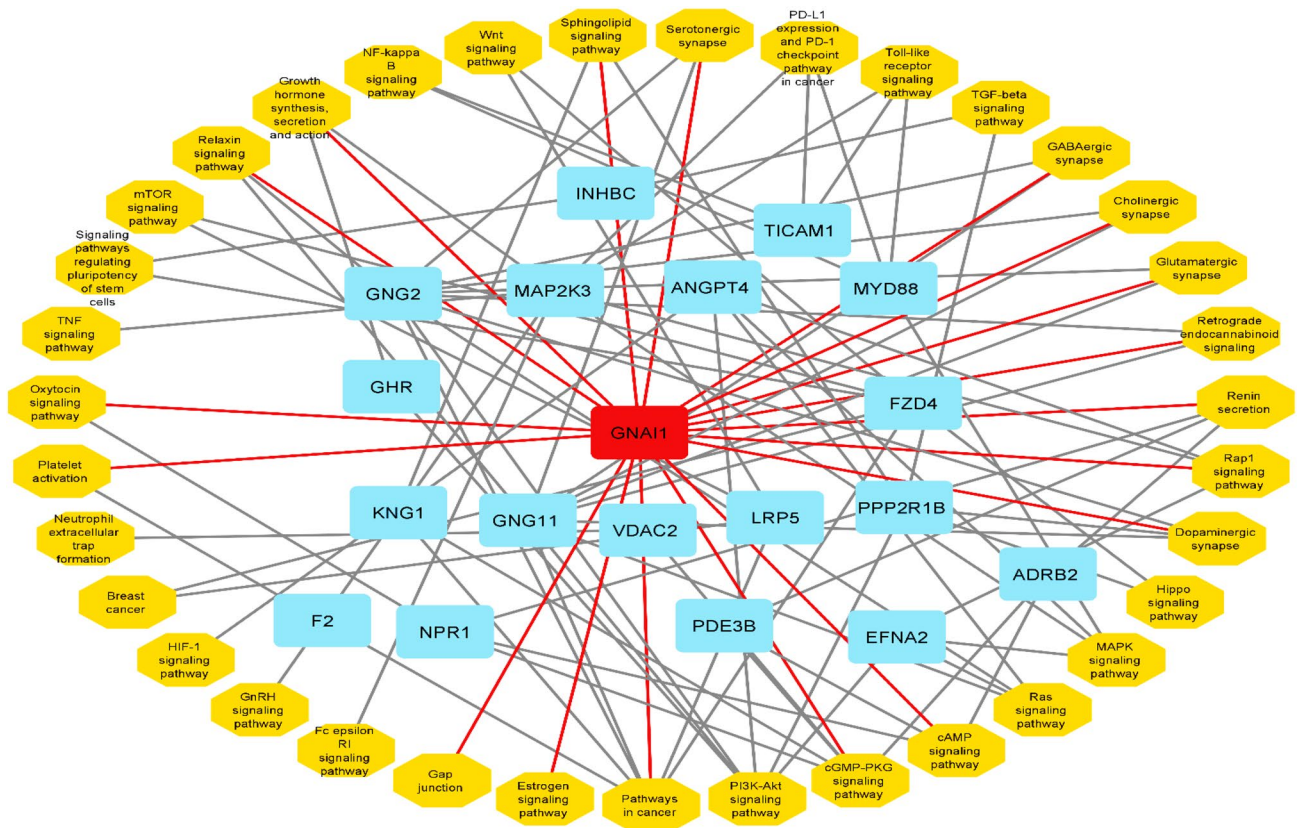 PD-L1
expression
and PD-1
checkpoint
pathway
in cancer
Sphingolipid
signaling
pathway
Serotonergic
synapse
Wnt
signaling
pathway
NF-kappa
B
signaling
pathway
Toll-like
receptor
signaling
pathway
Growth
hormone
synthesis,
secretion
and action
TGF-beta
signaling
pathway
Relaxin
signaling
pathway
GABAergic
synapse
mTOR
signaling
pathway
Cholinergic
synapse
Signaling
pathways
regulating
pluripotency
of stem
cells
Glutamatergic
synapse
TNF
signaling
pathway
Retrograde
endocannabinoid
signaling
Oxytocin
signaling
pathway
Renin
secretion
Platelet
activation
Rap1
signaling
pathway
Neutrophil
extracellular
trap
formation
Dopaminergic
synapse
Breast
cancer
Hippo
signaling
pathway
HIF-1
signaling
pathway
MAPK
signaling
pathway
GnRH
signaling
pathway
Ras
signaling
pathway
Fc epsilon
RI
signaling
pathway
cAMP
signaling
pathway
Gap
junction
Estrogen
signaling
pathway
Pathways
in cancer
PI3K-Akt
signaling
pathway
cGMP-PKG
signaling
pathway
INHBC
TICAM1
GNG2
MAP2K3
ANGPT4
MYD88
GHR
GNAI1
FZD4
KNG1
GNG11
VDAC2
LRP5
PPP2R1B
ADRB2
F2
NPR1
PDE3B
EFNA2